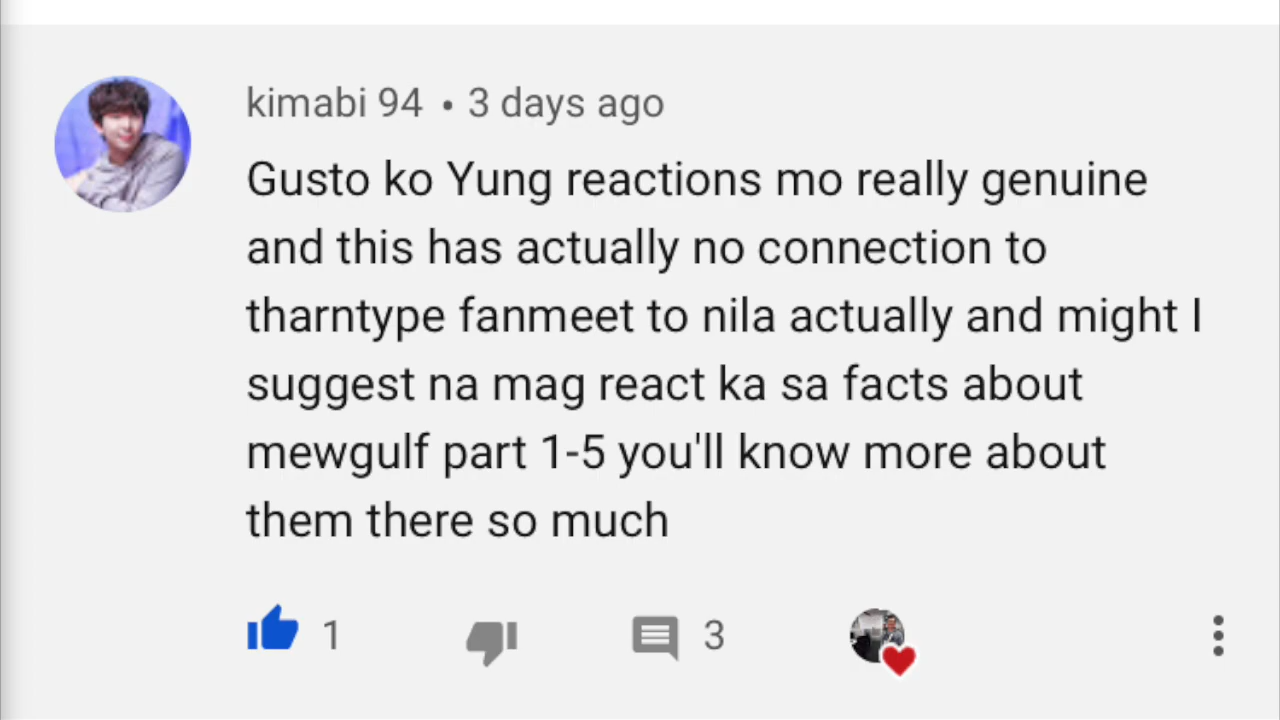 kimabi 94 • 3 days ago
Gusto ko Yung reactions mo really genuine
and this has actually no connection to
tharntype fanmeet to nila actually and might I
suggest na mag react ka sa facts about
mewgulf part 1-5 you'll know more about
them there so much
1 3